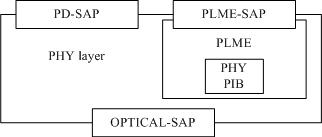 PD-SAP
PLME-SAP
PHY layer
PLME
PHY
PIB
OPTICAL-SAP